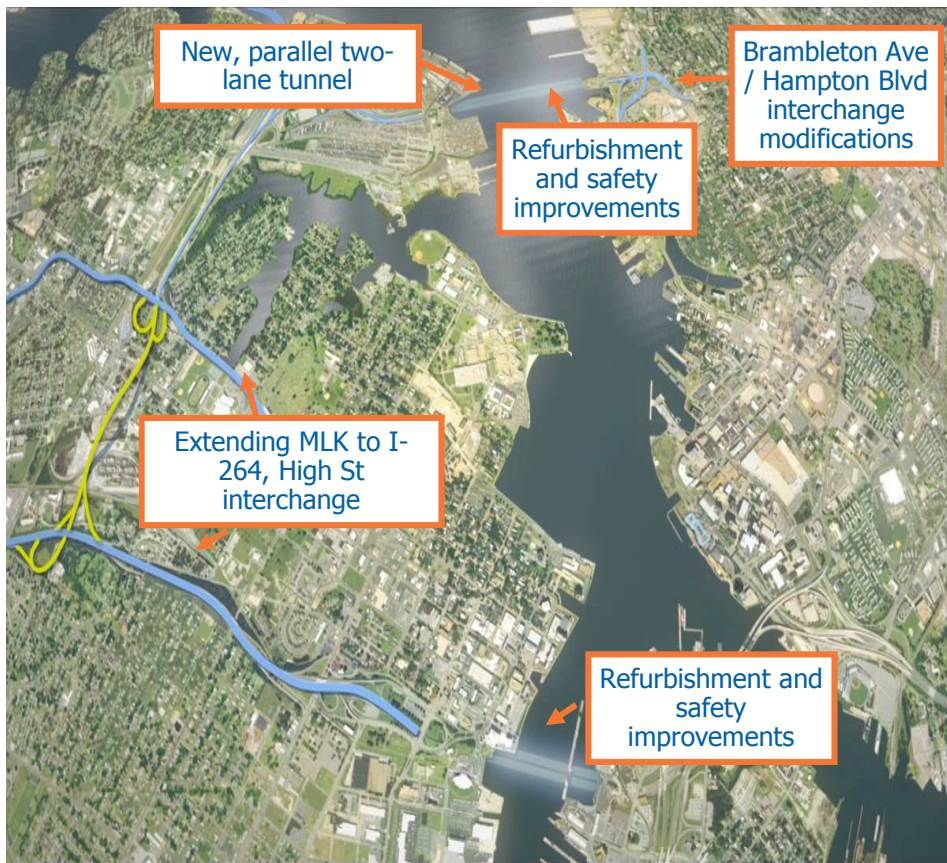 New, parallel two-
lane tunnel
Brambleton Ave
/ Hampton Blvd
interchange
modifications
Refurbishment
and safety
improvements
Extending MLK to I-
264, High St
interchange
Refurbishment and
safety
improvements